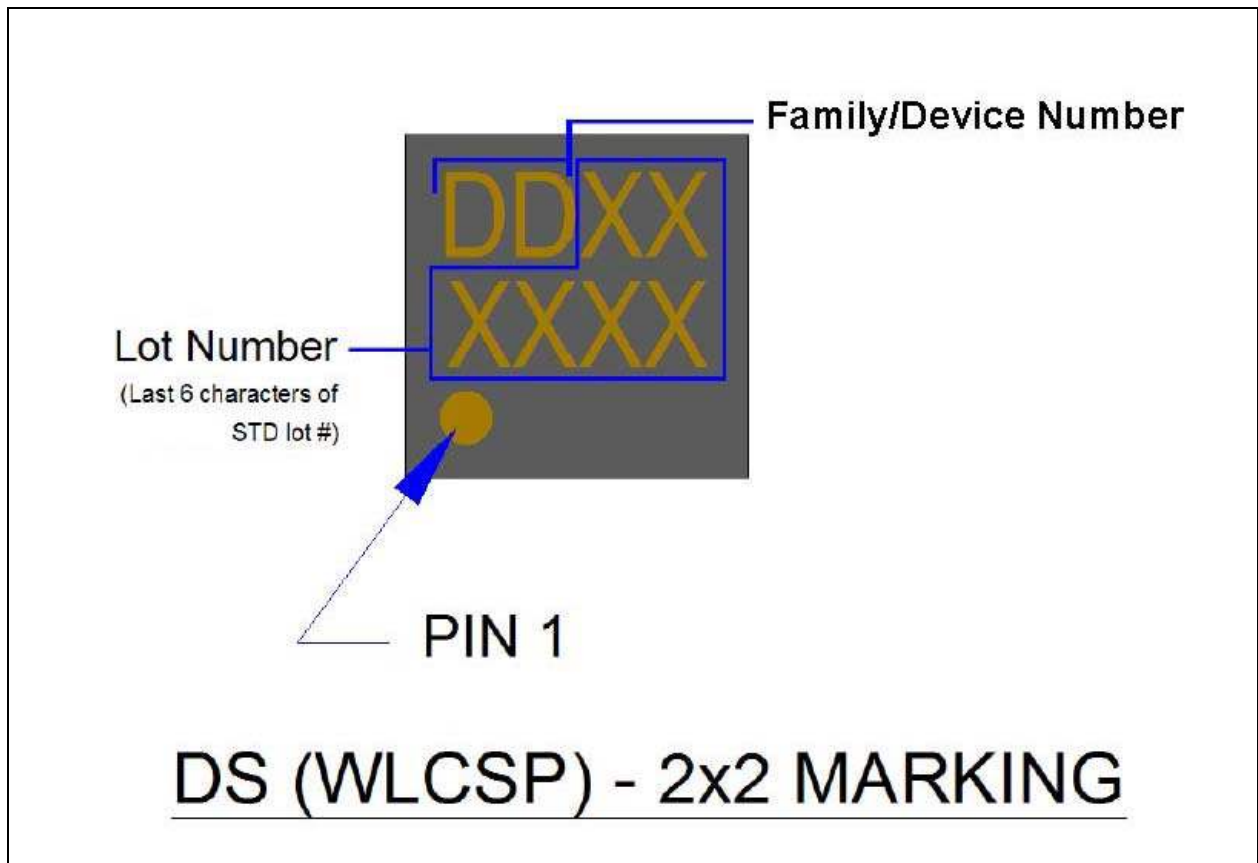 Family/Device Number
DDXX
XXXX
Lot Number
(Last 6 characters of
STD lot #)
PIN 1
DS (WLCSP) - 2x2 MARKING